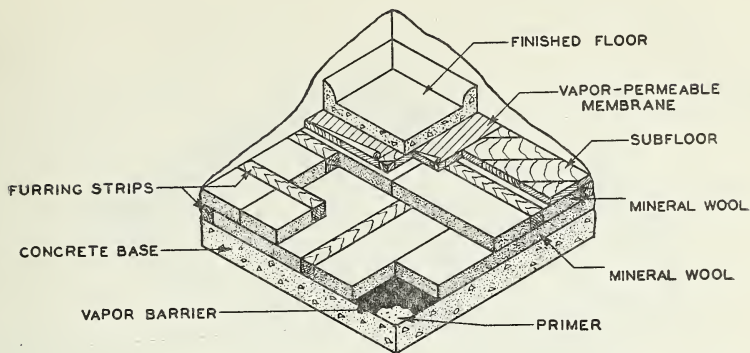 FINISHED FLOOR
VAPOR-PERMEABLE
MEMBRANE
SUBFLOOR
FURRING STRIPS
MINERAL WOOL
CONCRETE BASE
MINERAL WOOL
VAPOR BARRIER
PRIMER